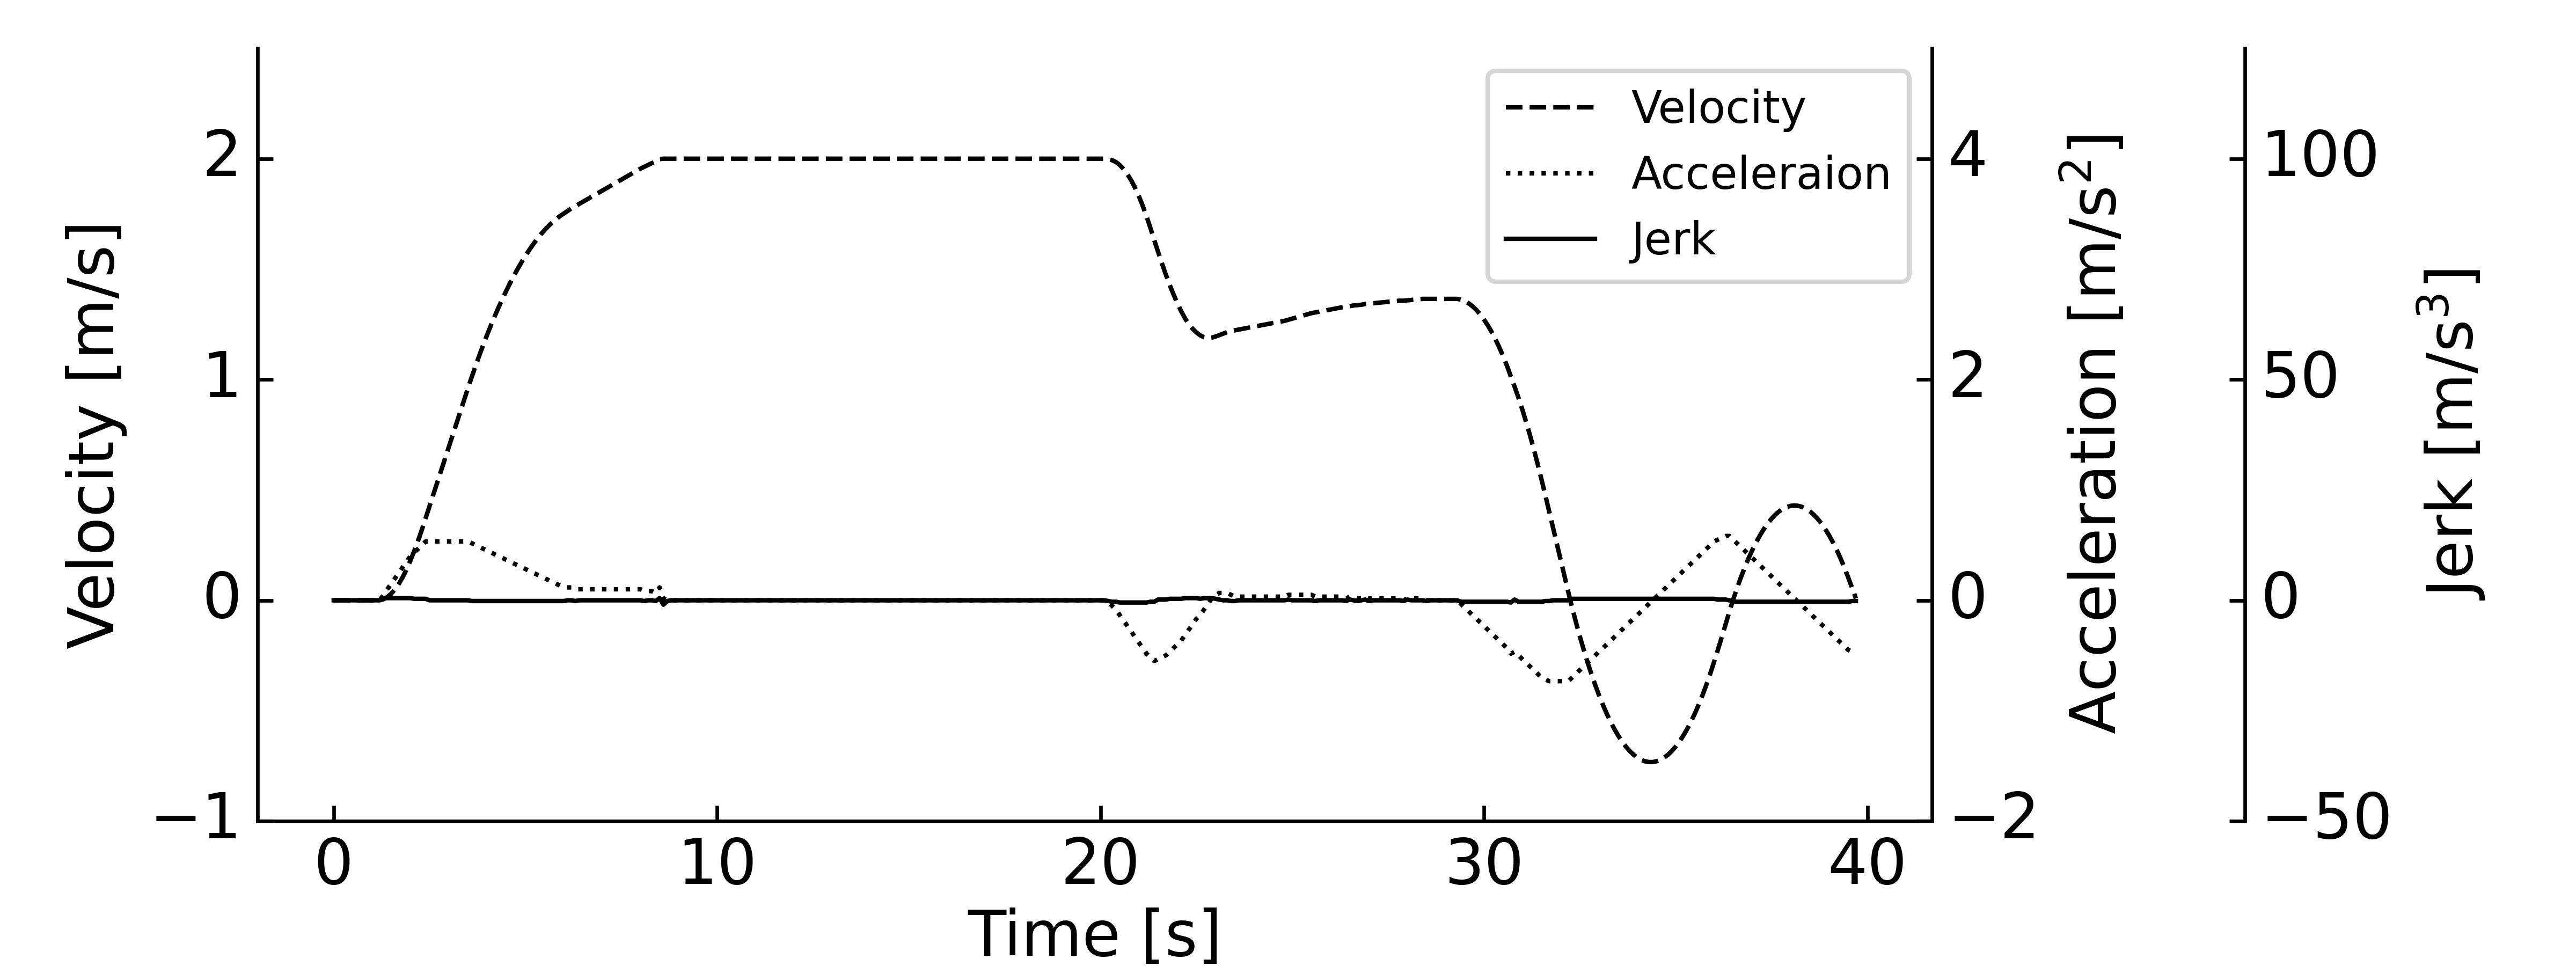 Velocity [m/s]
2
1
0
−1
0
10
20
30
40
Time [s]
Velocity
Acceleraion
Jerk
4
2
0
−2
Acceleration [m/s²]
100
50
0
−50
Jerk [m/s³]